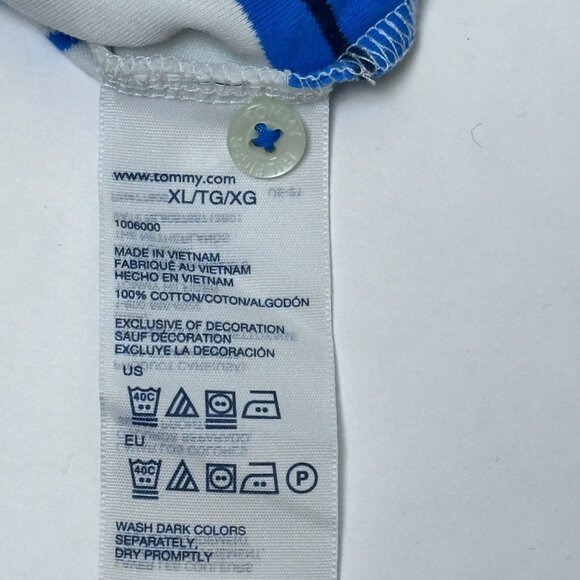 www.tommy.com
XL/TG/XG
1006000
MADE IN VIETNAM
FABRIQUÉ AU VIETNAM
HECHO EN VIETNAM
100% COTTON/COTON/ALGODÓN
EXCLUSIVE OF DECORATION
SAUF DÉCORATION
EXCLUYE LA DECORACIÓN
US
40C
EU
40C
P
WASH DARK COLORS
SEPARATELY,
DRY PROMPTLY